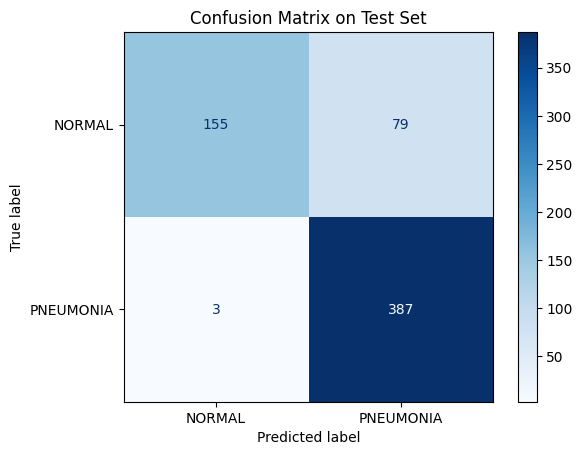 Confusion Matrix on Test Set
True label
NORMAL
155
79
PNEUMONIA
3
387
NORMAL
PNEUMONIA
Predicted label
350
300
250
200
150
100
50